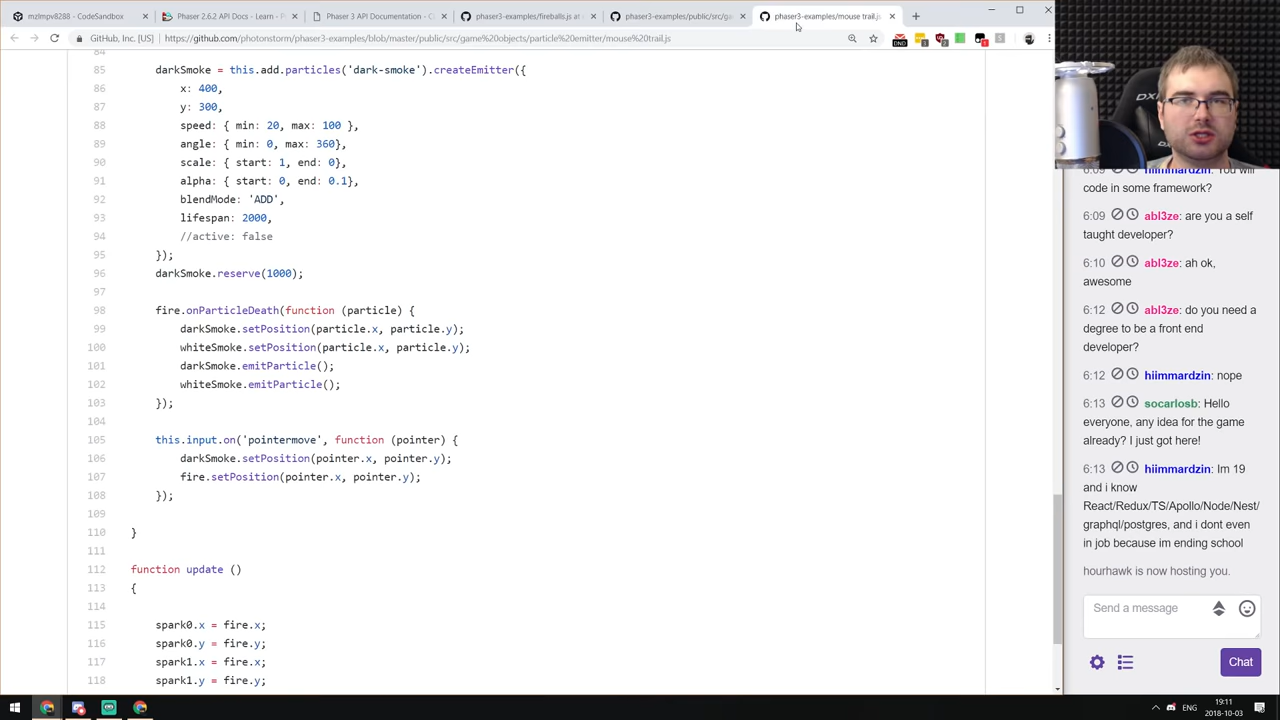 mzlmpv8288 - CodeSandbox
Phaser 2.6.2 API Docs - Learn - P
Phaser 3 API Documentation - C
phaser3-examples/fireballs.js at
phaser3-examples/public/src/ga
phaser3-examples/mouse trail.js
GitHub, Inc. [US]
https://github.com/photonstorm/phaser3-examples/blob/master/public/src/game%20objects/particle%20emitter/mouse%20trail.js
84
85 darkSmoke = this.add.particles('dark-smoke').createEmitter({
86 x: 400,
87 y: 300,
88 speed: { min: 20, max: 100 },
89 angle: { min: 0, max: 360},
90 scale: { start: 1, end: 0},
91 alpha: { start: 0, end: 0.1},
92 blendMode: 'ADD',
93 lifespan: 2000,
94 //active: false
95 });
96 darkSmoke.reserve(1000);
97
98 fire.onParticleDeath(function (particle) {
99 darkSmoke.setPosition(particle.x, particle.y);
100 whiteSmoke.setPosition(particle.x, particle.y);
101 darkSmoke.emitParticle();
102 whiteSmoke.emitParticle();
103 });
104
105 this.input.on('pointermove', function (pointer) {
106 darkSmoke.setPosition(pointer.x, pointer.y);
107 fire.setPosition(pointer.x, pointer.y);
108 });
109
110 }
111
112 function update ()
113 {
114
115 spark0.x = fire.x;
116 spark0.y = fire.y;
117 spark1.x = fire.x;
118 spark1.y = fire.y;
6:09 hiimmardzin: You will
code in some framework?
6:09 abl3ze: are you a self
taught developer?
6:10 abl3ze: ah ok,
awesome
6:12 abl3ze: do you need a
degree to be a front end
developer?
6:12 hiimmardzin: nope
6:13 socarlosb: Hello
everyone, any idea for the game
already? I just got here!
6:13 hiimmardzin: Im 19
and i know
React/Redux/TS/Apollo/Node/Nest/
graphql/postgres, and i dont even
in job because im ending school
hourhawk is now hosting you.
Send a message
Chat
ENG
19:11
2018-10-03